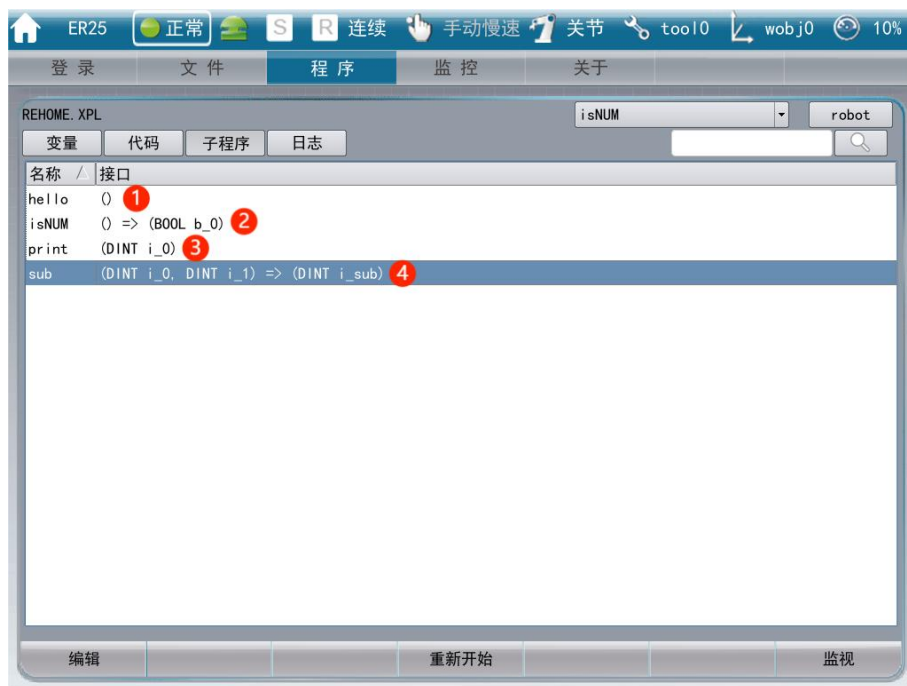 ER25 正常 S R 连续 手动慢速 关节 tool0 wobj0 10%
登录 文件 程序 监控 关于
REHOME.XPL isNUM robot
变量 代码 子程序 日志
名称 接口
hello () 1
isNUM () => (BOOL b_0) 2
print (DINT i_0) 3
sub (DINT i_0, DINT i_1) => (DINT i_sub) 4
编辑 重新开始 监视